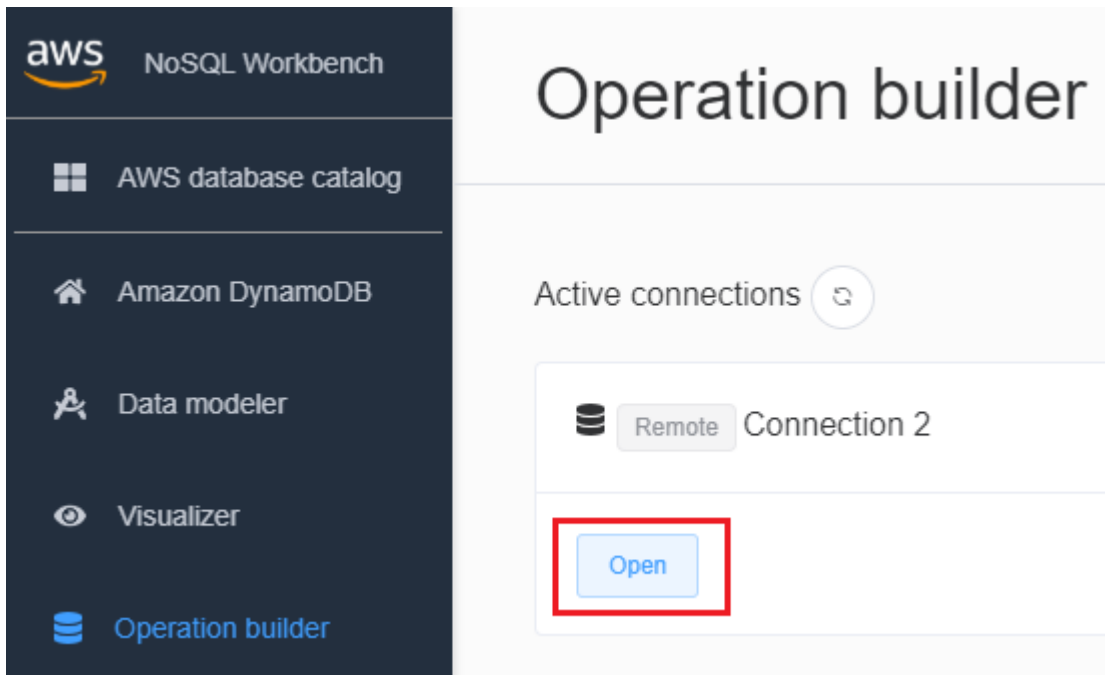 aws NoSQL Workbench
AWS database catalog
Amazon DynamoDB
Data modeler
Visualizer
Operation builder
Operation builder
Active connections
Remote Connection 2
Open